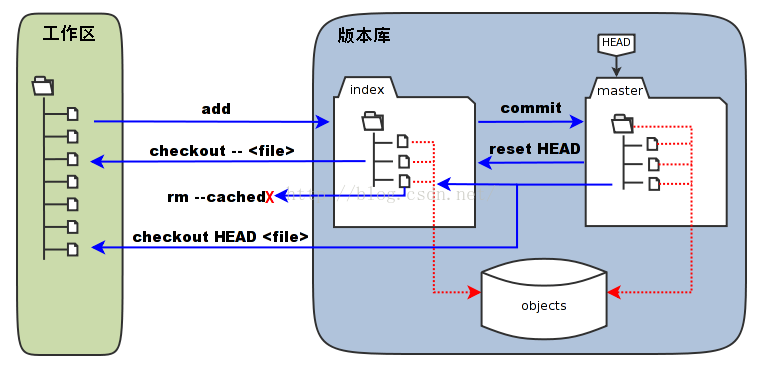 工作区
版本库
HEAD
index
master
add
commit
checkout -- <file>
reset HEAD
rm --cached
X
http://blog.csdn.net
checkout HEAD <file>
objects